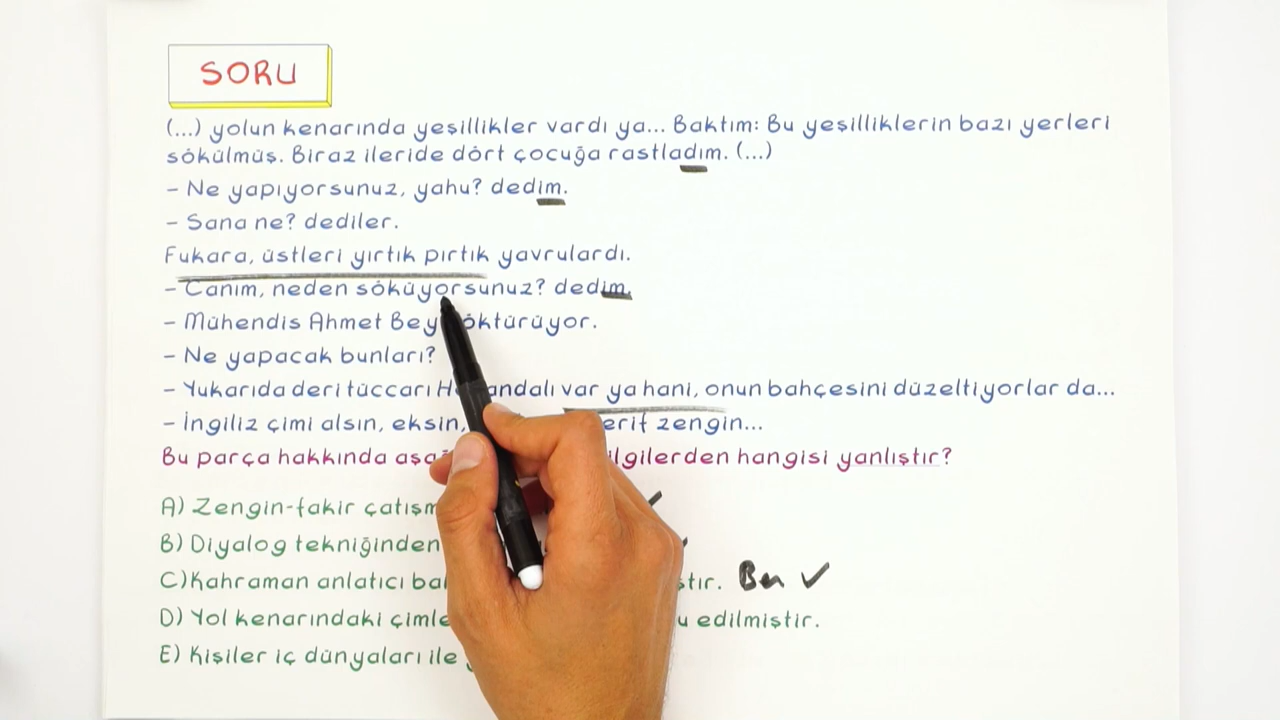 SORU
(...) yolun kenarında yeşillikler vardı ya... Baktım: Bu yeşilliklerin bazı yerleri
sökülmüş. Biraz ileride dört çocuğa rastladım. (...)
- Ne yapıyorsunuz, yahu? dedim.
- Sana ne? dediler.
Fukara, üstleri yırtık pırtık yavrulardı.
- Canım, neden söküyorsunuz? dedim.
- Mühendis Ahmet Bey söktürüyor.
- Ne yapacak bunları?
- Yukarıda deri tüccarı Hollandalı var ya hani, onun bahçesini düzeltiyorlar da...
- İngiliz çimi alsın, eksin, zengin...
Bu parça hakkında hangisi yanlıştır?
A) Zengin-fakir
B) Diyalog tekniğinden
C) Kahraman anlatıcı Ben ✓
D) Yol kenarındaki edilmiştir.
E) Kişiler iç dünyaları ile